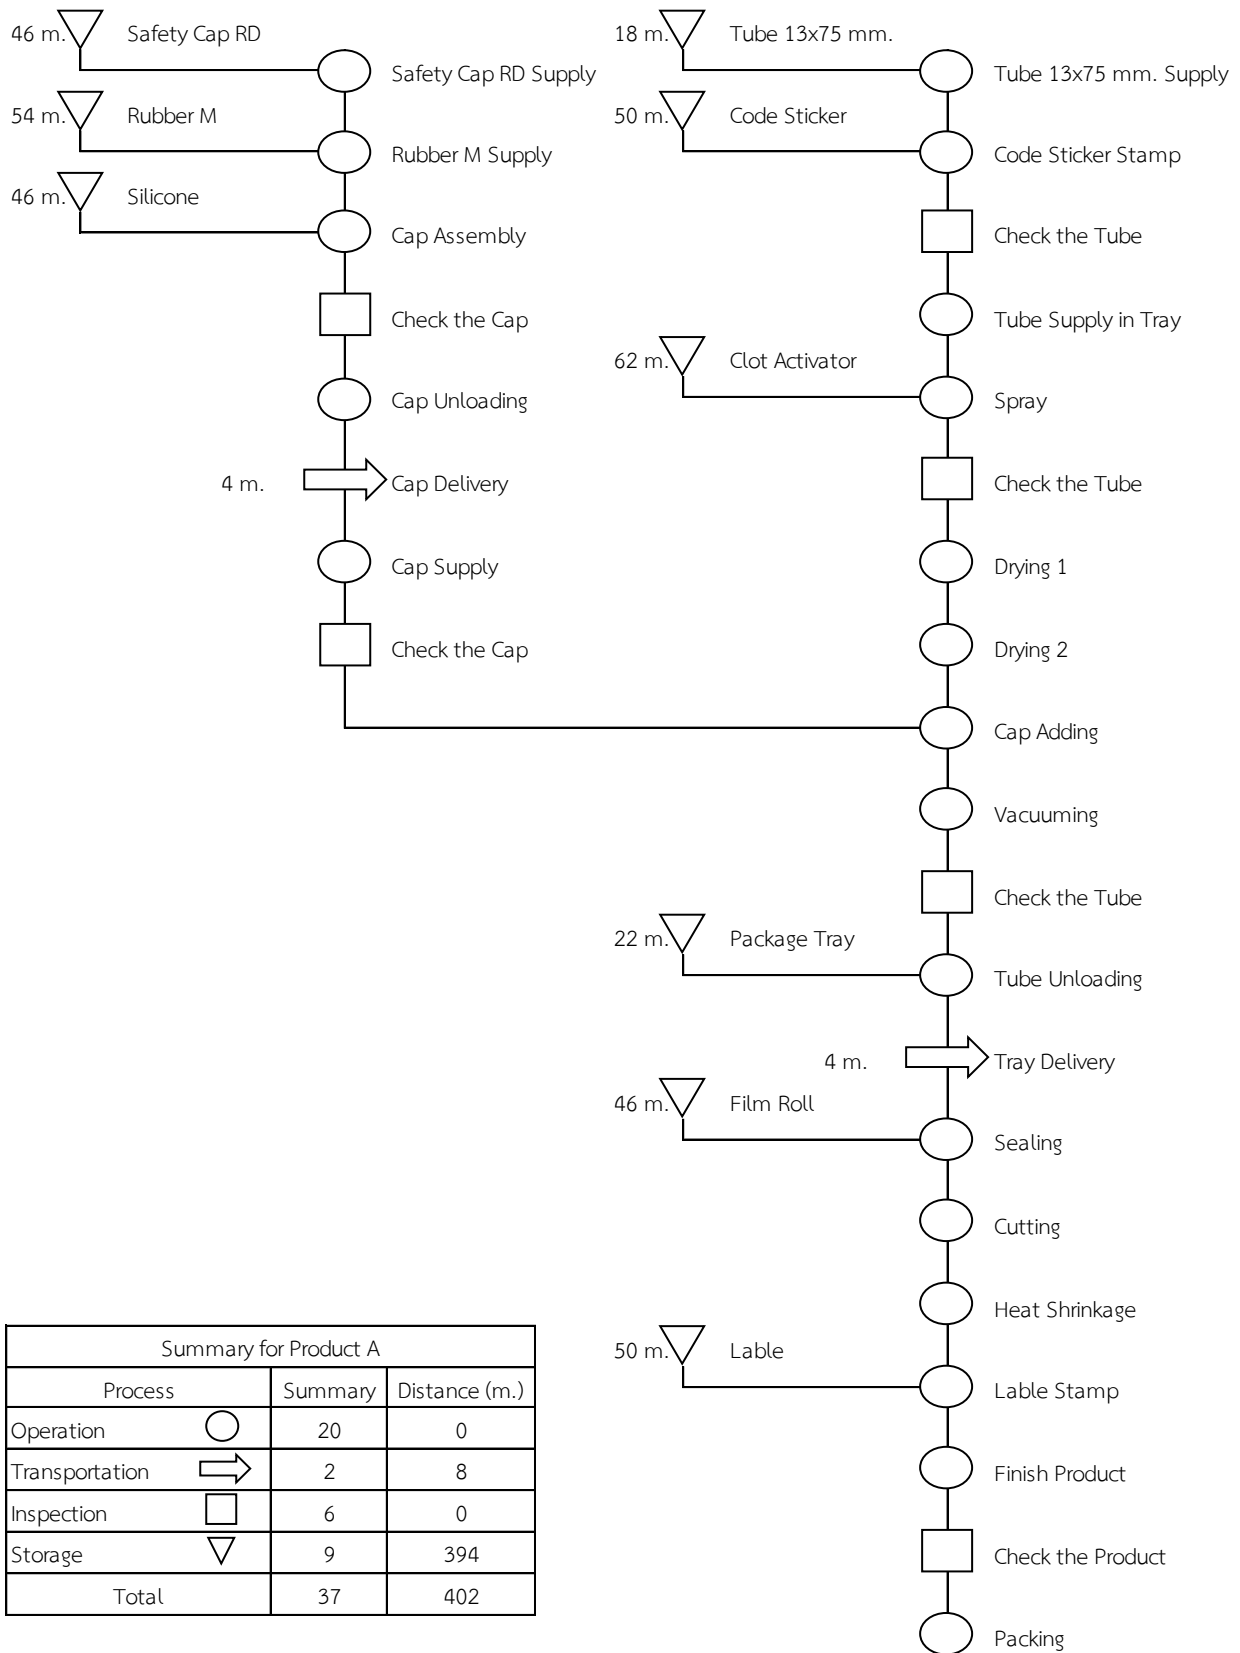 46 m. Safety Cap RD
Safety Cap RD Supply
54 m. Rubber M
Rubber M Supply
46 m. Silicone
Cap Assembly
Check the Cap
Cap Unloading
4 m. Cap Delivery
Cap Supply
Check the Cap
18 m. Tube 13x75 mm.
Tube 13x75 mm. Supply
50 m. Code Sticker
Code Sticker Stamp
Check the Tube
Tube Supply in Tray
62 m. Clot Activator
Spray
Check the Tube
Drying 1
Drying 2
Cap Adding
Vacuuming
Check the Tube
22 m. Package Tray
Tube Unloading
4 m. Tray Delivery
46 m. Film Roll
Sealing
Cutting
Heat Shrinkage
50 m. Lable
Lable Stamp
Finish Product
Check the Product
Packing
Summary for Product A
Process Summary Distance (m.)
Operation 20 0
Transportation 2 8
Inspection 6 0
Storage 9 394
Total 37 402